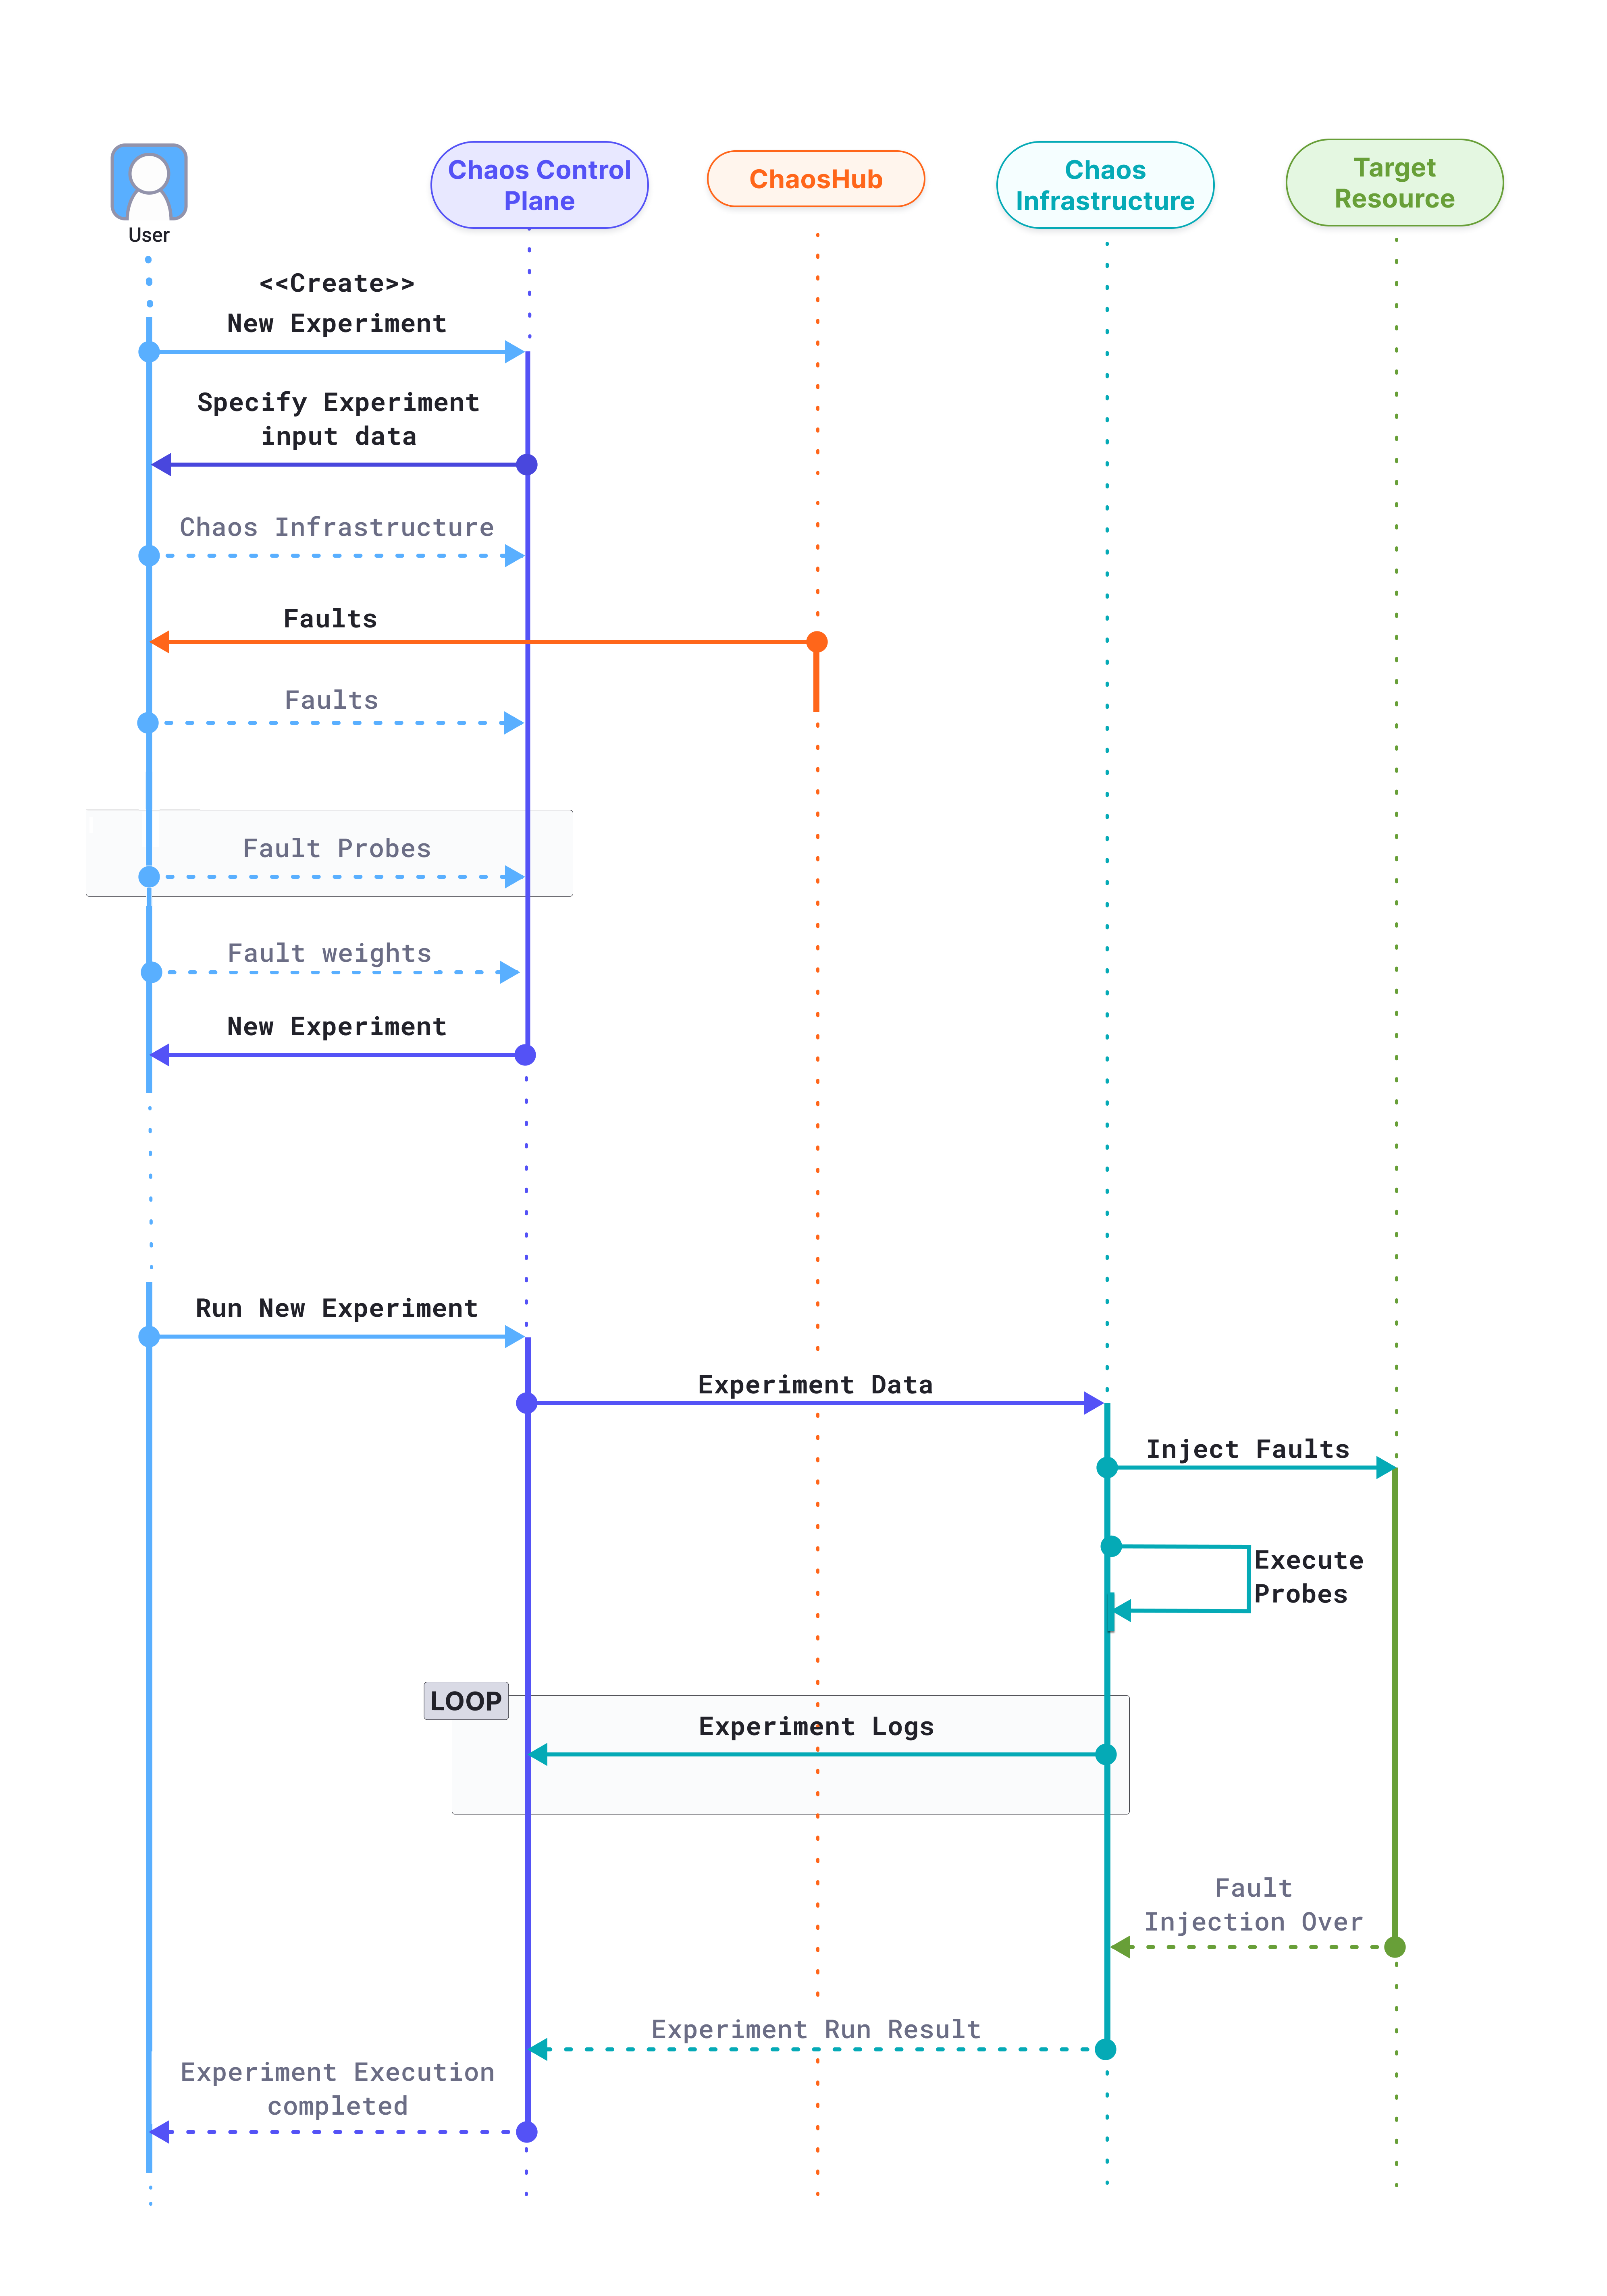 User
Chaos Control
Plane
ChaosHub
Chaos
Infrastructure
Target
Resource
<<Create>>
New Experiment
Specify Experiment
input data
Chaos Infrastructure
Faults
Faults
Fault Probes
Fault weights
New Experiment
Run New Experiment
Experiment Data
Inject Faults
Execute
Probes
LOOP
Experiment Logs
Fault
Injection Over
Experiment Run Result
Experiment Execution
completed